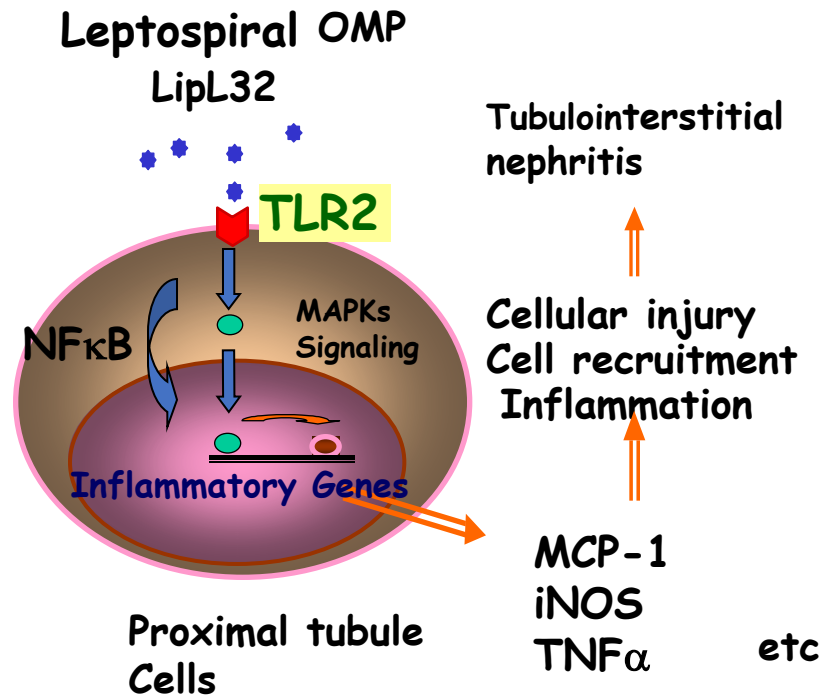 Leptospiral OMP
LipL32
TLR2
NFκB
MAPKs
Signaling
Inflammatory Genes
Proximal tubule
Cells
MCP-1
iNOS
TNFα etc
Cellular injury
Cell recruitment
Inflammation
Tubulointerstitial
nephritis